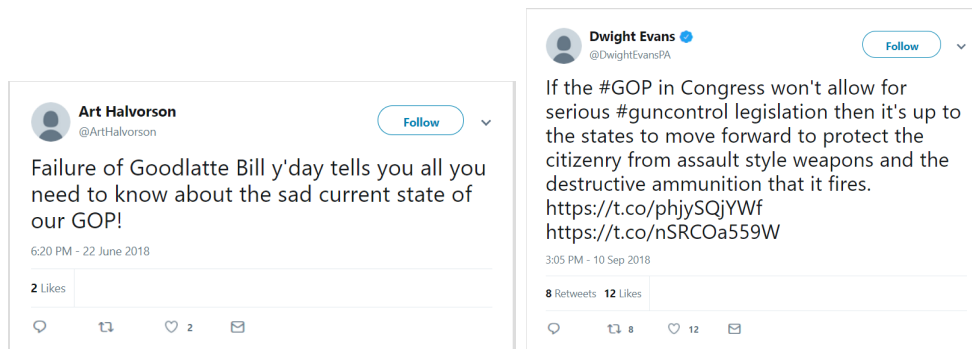 Art Halvorson
@ArtHalvorson
Follow
Failure of Goodlatte Bill y'day tells you all you
need to know about the sad current state of
our GOP!
6:20 PM - 22 June 2018
2 Likes
2
Dwight Evans
@DwightEvansPA
Follow
If the #GOP in Congress won't allow for
serious #guncontrol legislation then it's up to
the states to move forward to protect the
citizenry from assault style weapons and the
destructive ammunition that it fires.
https://t.co/phjySQjYWf
https://t.co/nSRCOa559W
3:05 PM - 10 Sep 2018
8 Retweets 12 Likes
8 12